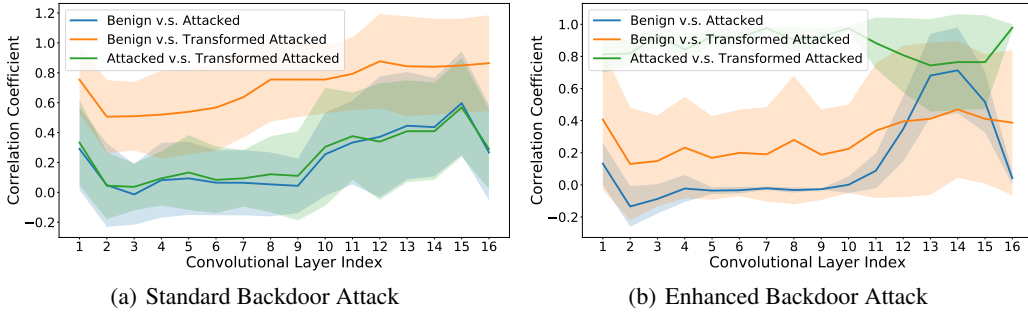 Benign v.s. Attacked
Benign v.s. Transformed Attacked
Attacked v.s. Transformed Attacked
Correlation Coefficient
1.2
1.0
0.8
0.6
0.4
0.2
0.0
−0.2
1 2 3 4 5 6 7 8 9 10 11 12 13 14 15 16
Convolutional Layer Index
(a) Standard Backdoor Attack
Benign v.s. Attacked
Benign v.s. Transformed Attacked
Attacked v.s. Transformed Attacked
Correlation Coefficient
1.0
0.8
0.6
0.4
0.2
0.0
−0.2
1 2 3 4 5 6 7 8 9 10 11 12 13 14 15 16
Convolutional Layer Index
(b) Enhanced Backdoor Attack